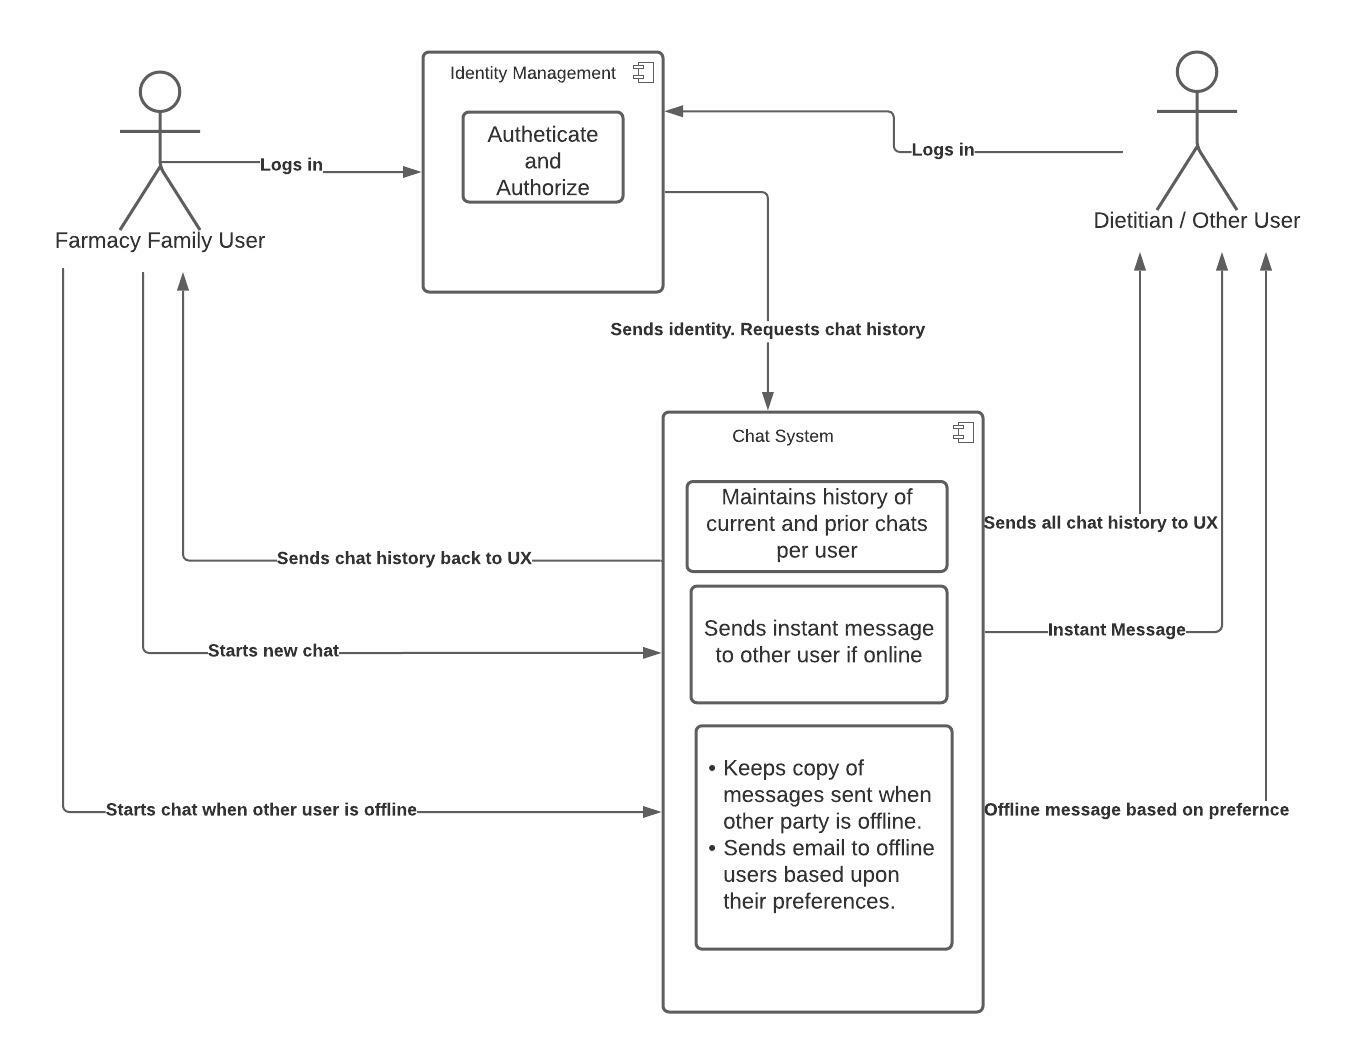 Identity Management
Autheticate
and
Authorize
Logs in
Logs in
Farmacy Family User
Dietitian / Other User
Sends identity. Requests chat history
Chat System
Maintains history of
current and prior chats
per user
Sends all chat history to UX
Sends chat history back to UX
Sends instant message
to other user if online
Instant Message
Starts new chat
• Keeps copy of
messages sent when
other party is offline.
• Sends email to offline
users based upon
their preferences.
Starts chat when other user is offline
Offline message based on prefernce